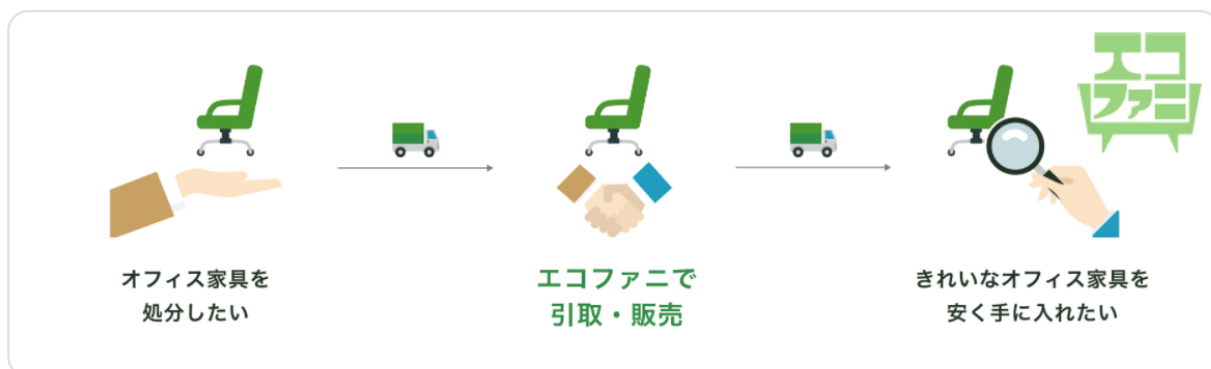 エコ
ファニ
オフィス家具を
処分したい
エコファニで
引取・販売
きれいなオフィス家具を
安く手に入れたい